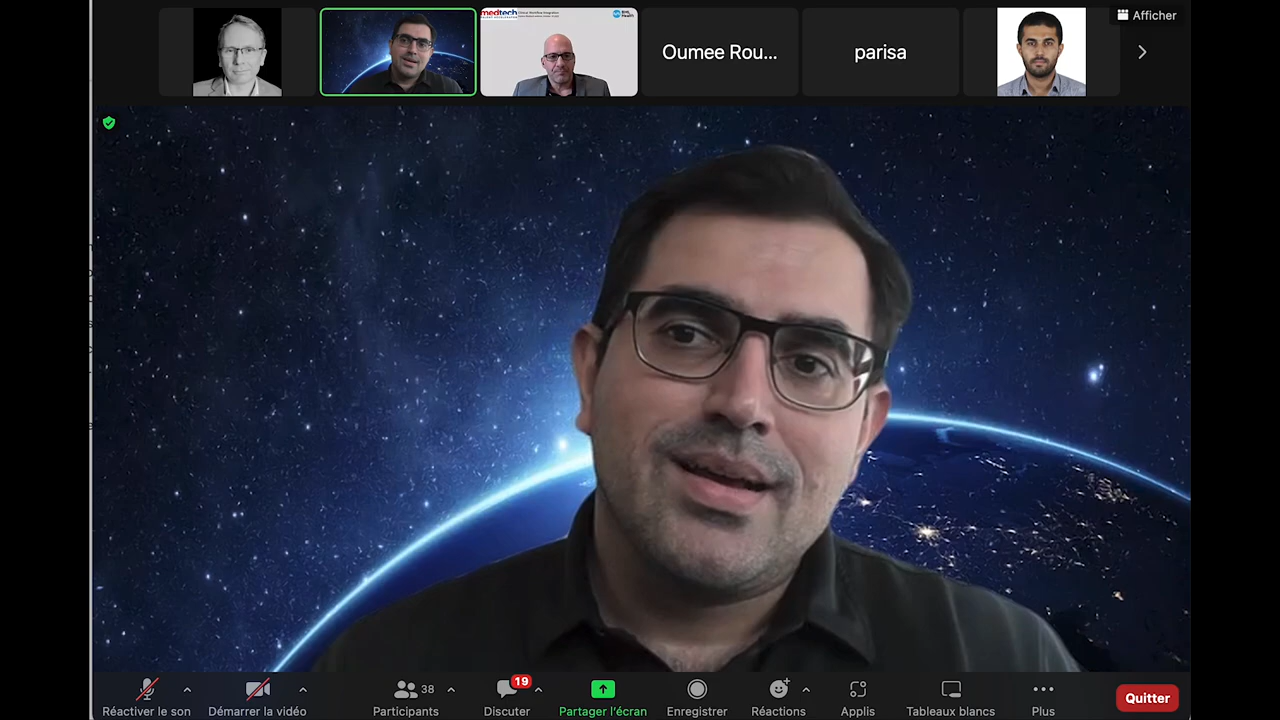 medtech
Health
Oumee Rou...
parisa
Afficher
38
19
Réactiver le son
Démarrer la vidéo
Participants
Discuter
Partager l'écran
Enregistrer
Réactions
Applis
Tableaux blancs
Plus
Quitter